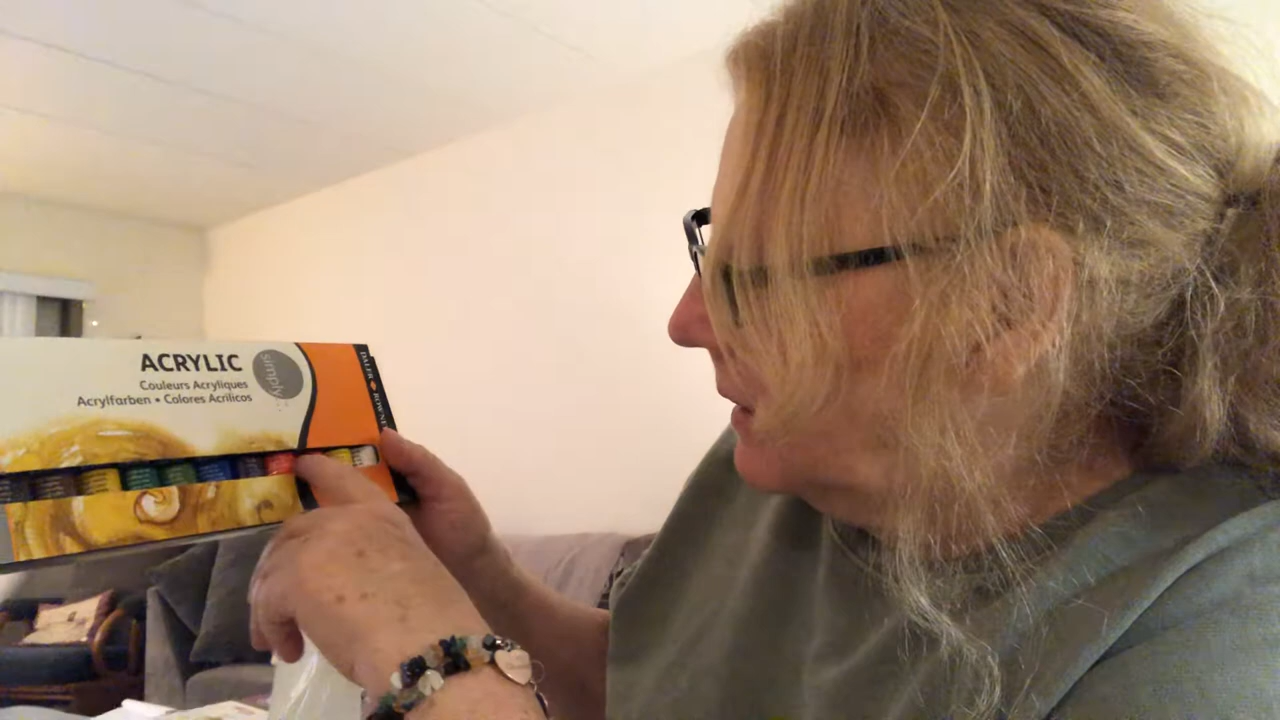 ACRYLIC
simply
Couleurs Acryliques
Acrylfarben • Colores Acrílicos
DALER ROWNEY